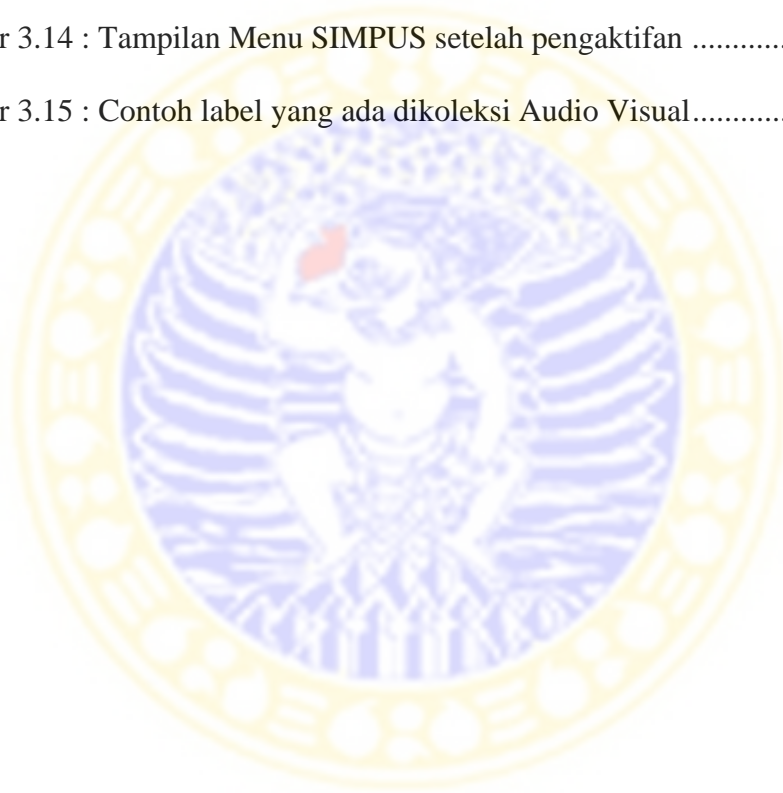 r 3.14 : Tampilan Menu SIMPUS setelah pengaktifan ............
r 3.15 : Contoh label yang ada dikoleksi Audio Visual............